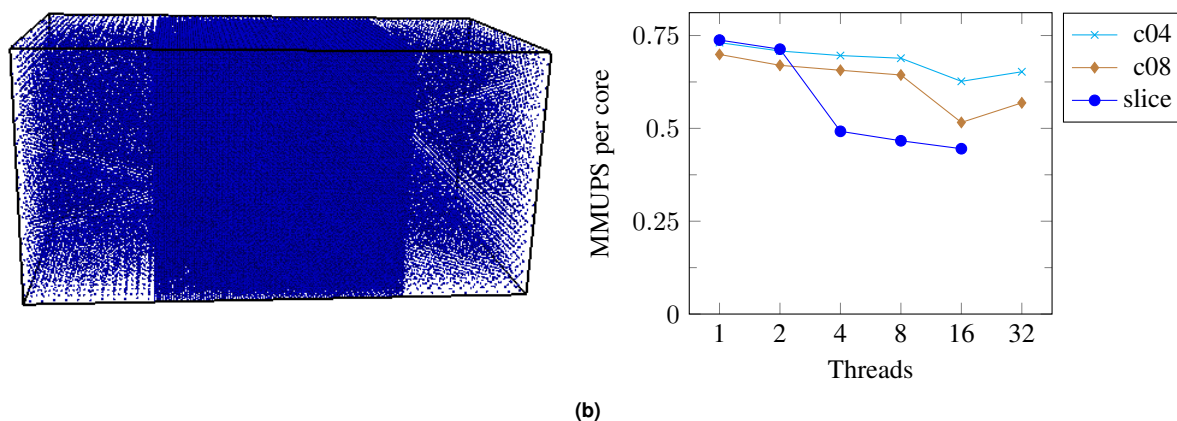 MMUPS per core
0.75
0.5
0.25
0
1 2 4 8 16 32
Threads
c04
c08
slice
(b)